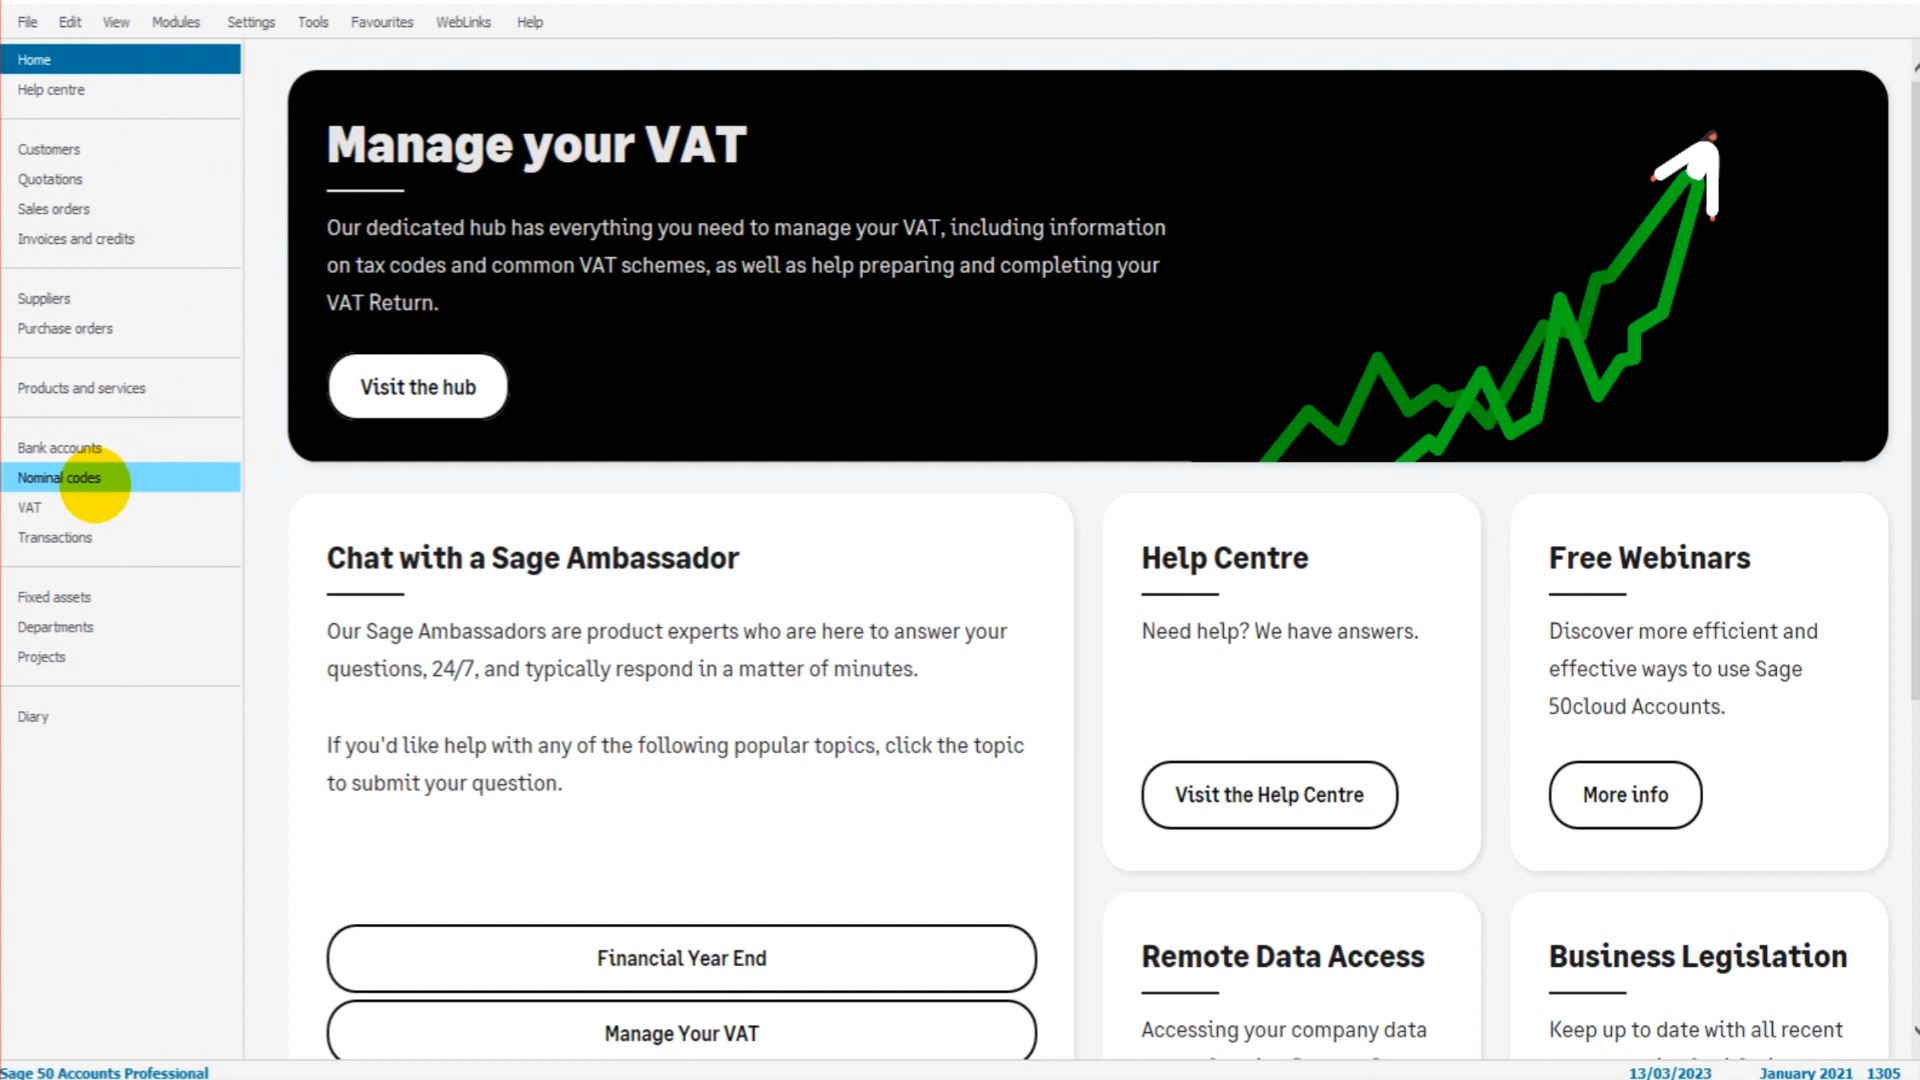 File Edit View Modules Settings Tools Favourites WebLinks Help
Home
Help centre
Customers
Quotations
Sales orders
Invoices and credits
Suppliers
Purchase orders
Products and services
Bank accounts
Nominal codes
VAT
Transactions
Fixed assets
Departments
Projects
Diary
Manage your VAT
Our dedicated hub has everything you need to manage your VAT, including information
on tax codes and common VAT schemes, as well as help preparing and completing your
VAT Return.
Visit the hub
Chat with a Sage Ambassador
Our Sage Ambassadors are product experts who are here to answer your
questions, 24/7, and typically respond in a matter of minutes.
If you'd like help with any of the following popular topics, click the topic
to submit your question.
Financial Year End
Manage Your VAT
Help Centre
Need help? We have answers.
Visit the Help Centre
Free Webinars
Discover more efficient and
effective ways to use Sage
50cloud Accounts.
More info
Remote Data Access
Accessing your company data
Business Legislation
Keep up to date with all recent
Sage 50 Accounts Professional
13/03/2023 January 2021 1305